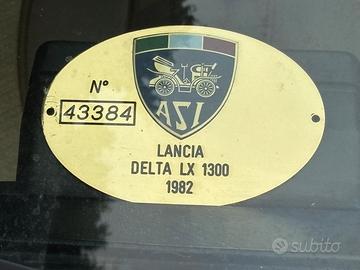 N°
43384
ASI
LANCIA
DELTA LX 1300
1982
subito